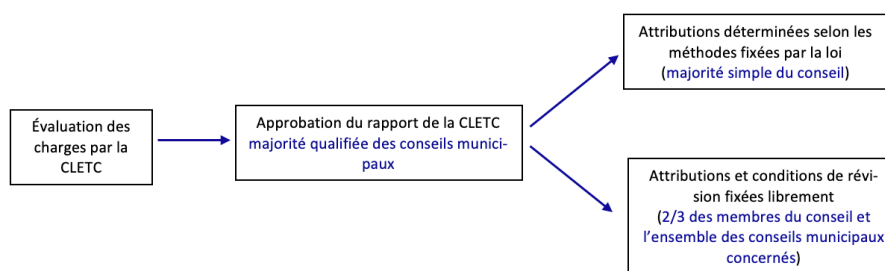 Évaluation des
charges par la
CLETC
Approbation du rapport de la CLETC
majorité qualifiée des conseils munici-
paux
Attributions déterminées selon les
méthodes fixées par la loi
(majorité simple du conseil)
Attributions et conditions de révi-
sion fixées librement
(2/3 des membres du conseil et
l'ensemble des conseils municipaux
concernés)